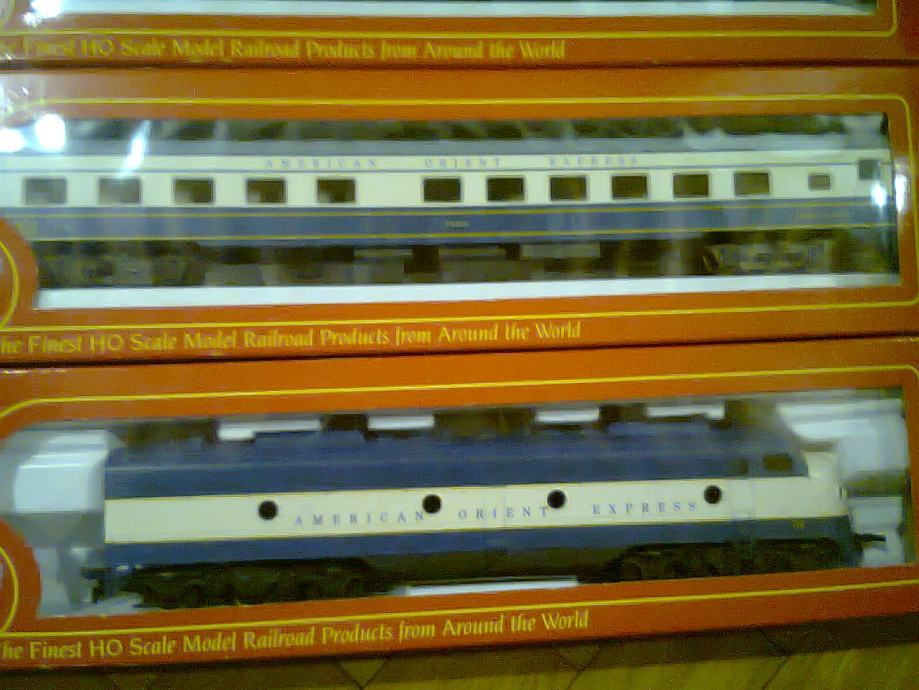 The Finest HO Scale Model Railroad Products from Around the World
AMERICAN ORIENT EXPRESS
The Finest HO Scale Model Railroad Products from Around the World
AMERICAN ORIENT EXPRESS
The Finest HO Scale Model Railroad Products from Around the World